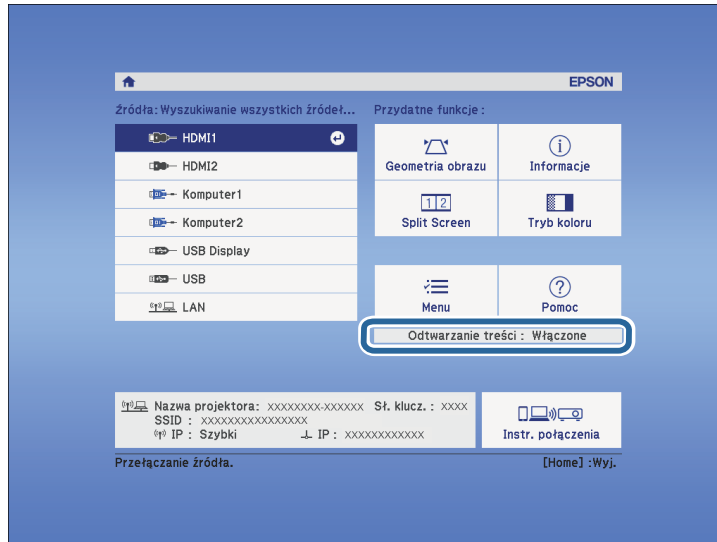 EPSON
Źródła: Wyszukiwanie wszystkich źródeł...
HDMI1
HDMI2
Komputer1
Komputer2
USB Display
USB
LAN
Przydatne funkcje :
Geometria obrazu
Informacje
1 2
Split Screen
Tryb koloru
Menu
Pomoc
Odtwarzanie treści : Włączone
Nazwa projektora: XXXXXXXX-XXXXXX Sł. klucz. : XXXX
SSID : XXXXXXXXXXXXXXXX
IP : Szybki IP : XXXXXXXXXXXX
Instr. połączenia
Przełączanie źródła.
[Home] :Wyj.